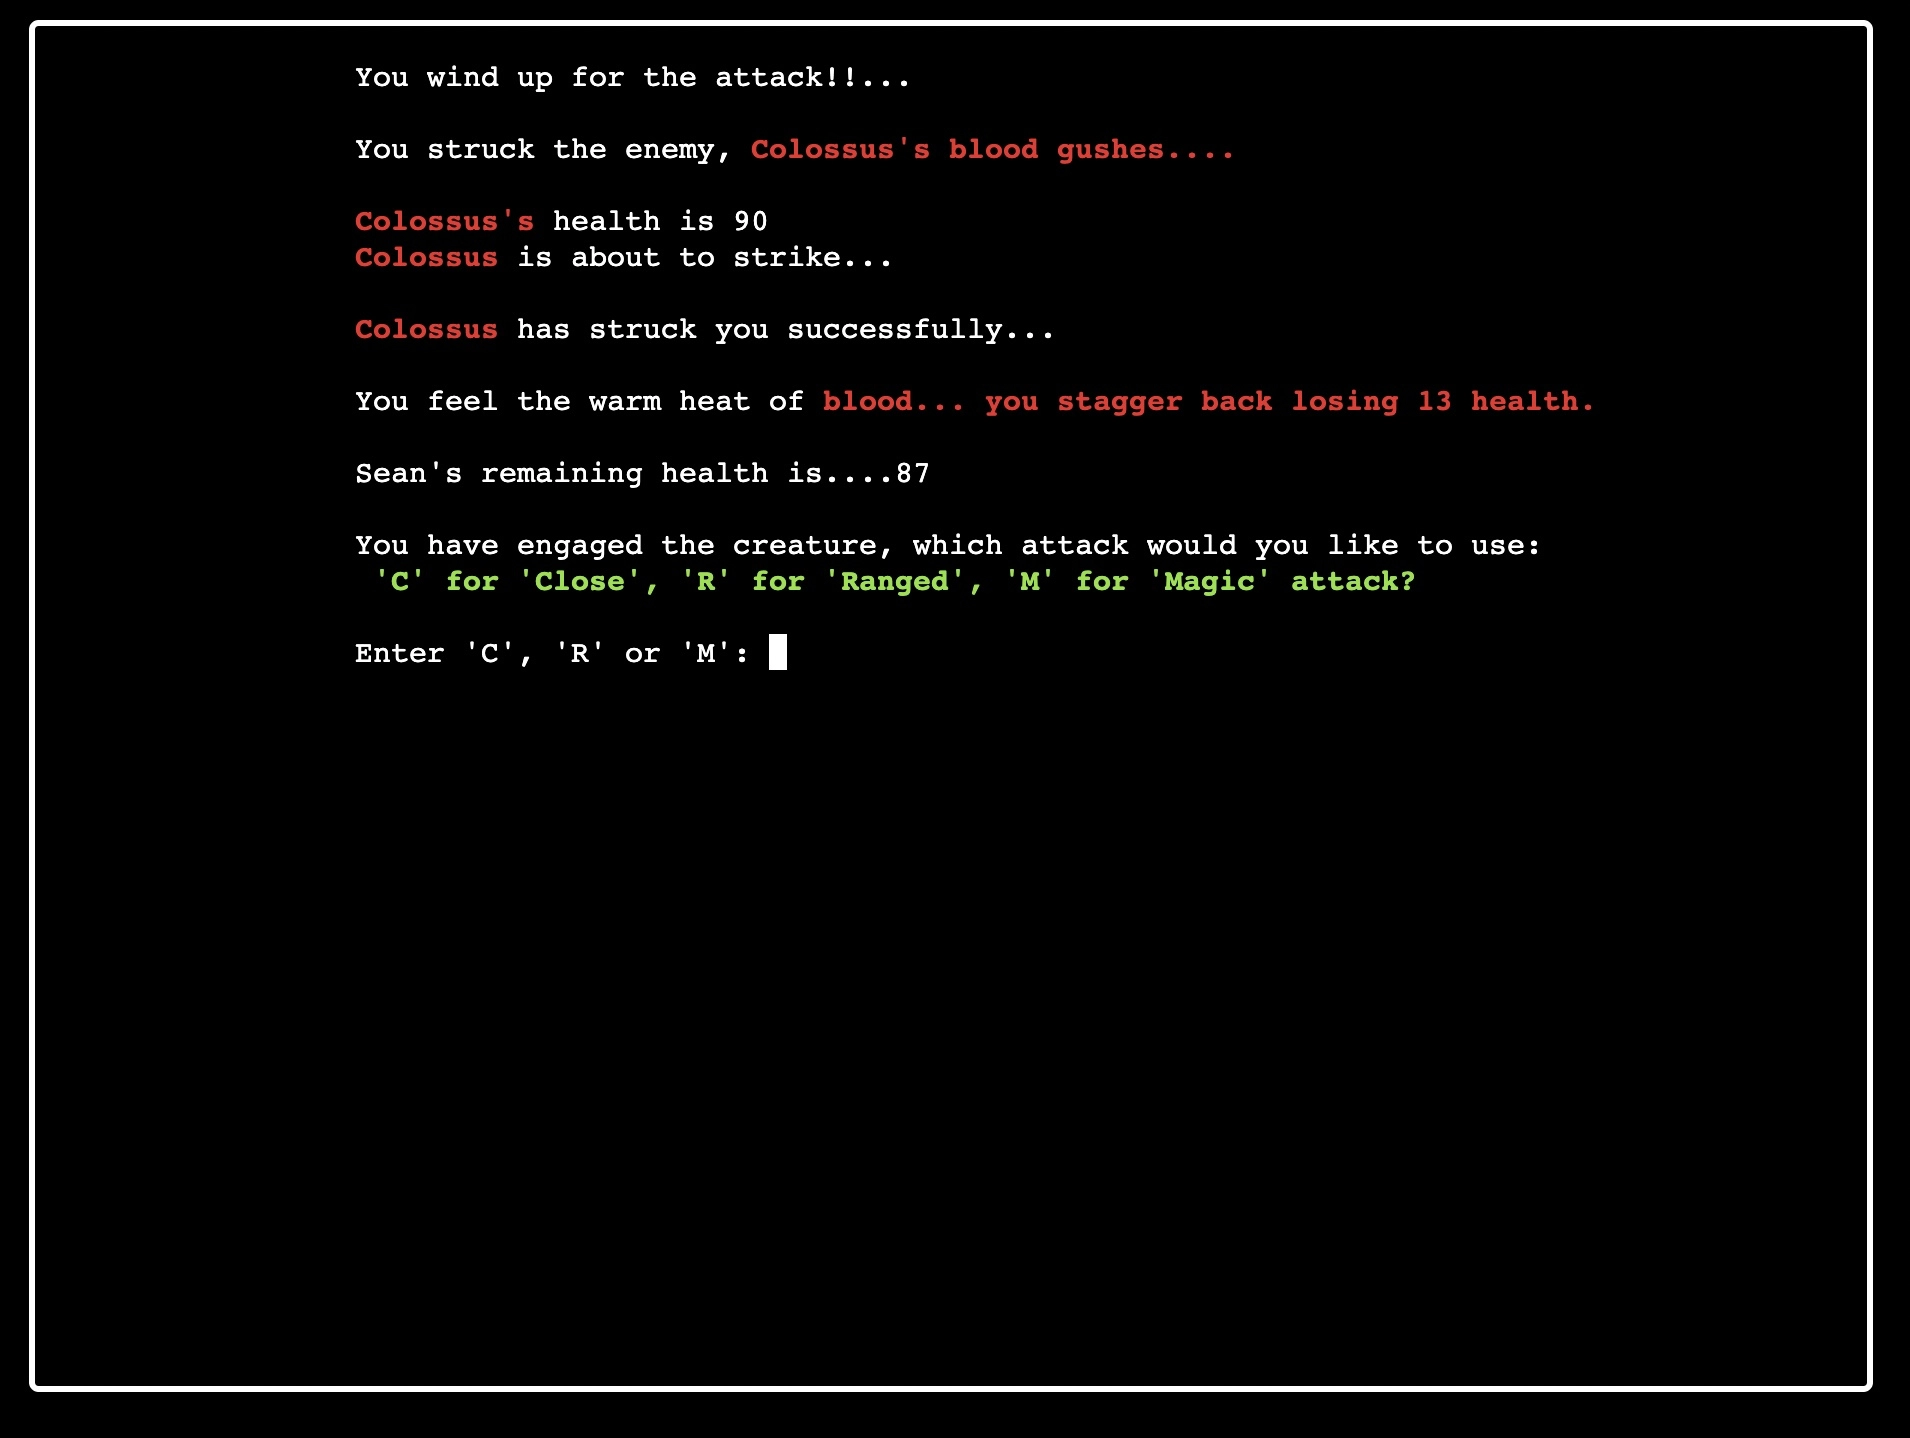 You wind up for the attack!!...
You struck the enemy, Colossus's blood gushes....
Colossus's health is 90
Colossus is about to strike...
Colossus has struck you successfully...
You feel the warm heat of blood... you stagger back losing 13 health.
Sean's remaining health is....87
You have engaged the creature, which attack would you like to use:
'C' for 'Close', 'R' for 'Ranged', 'M' for 'Magic' attack?
Enter 'C', 'R' or 'M':